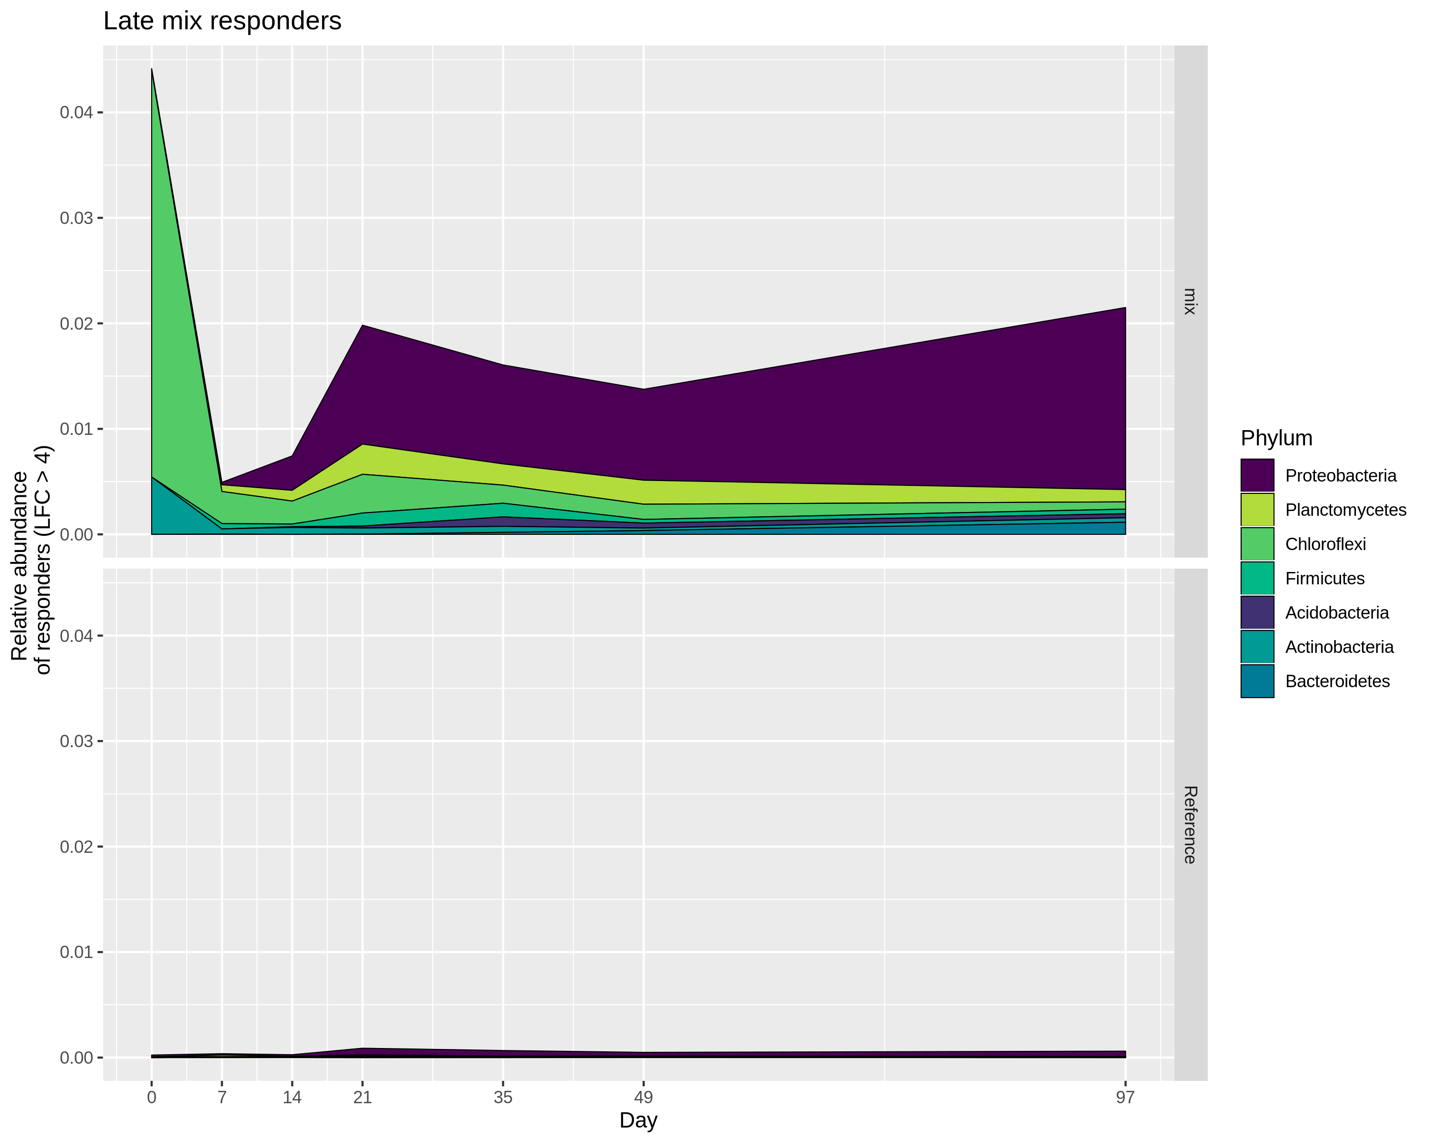 Late mix responders
0.04
0.03
0.02
0.01
0.00
mix
0.04
0.03
0.02
0.01
0.00
Reference
0 7 14 21 35 49 97
Day
Relative abundance
of responders (LFC > 4)
Phylum
Proteobacteria
Planctomycetes
Chloroflexi
Firmicutes
Acidobacteria
Actinobacteria
Bacteroidetes